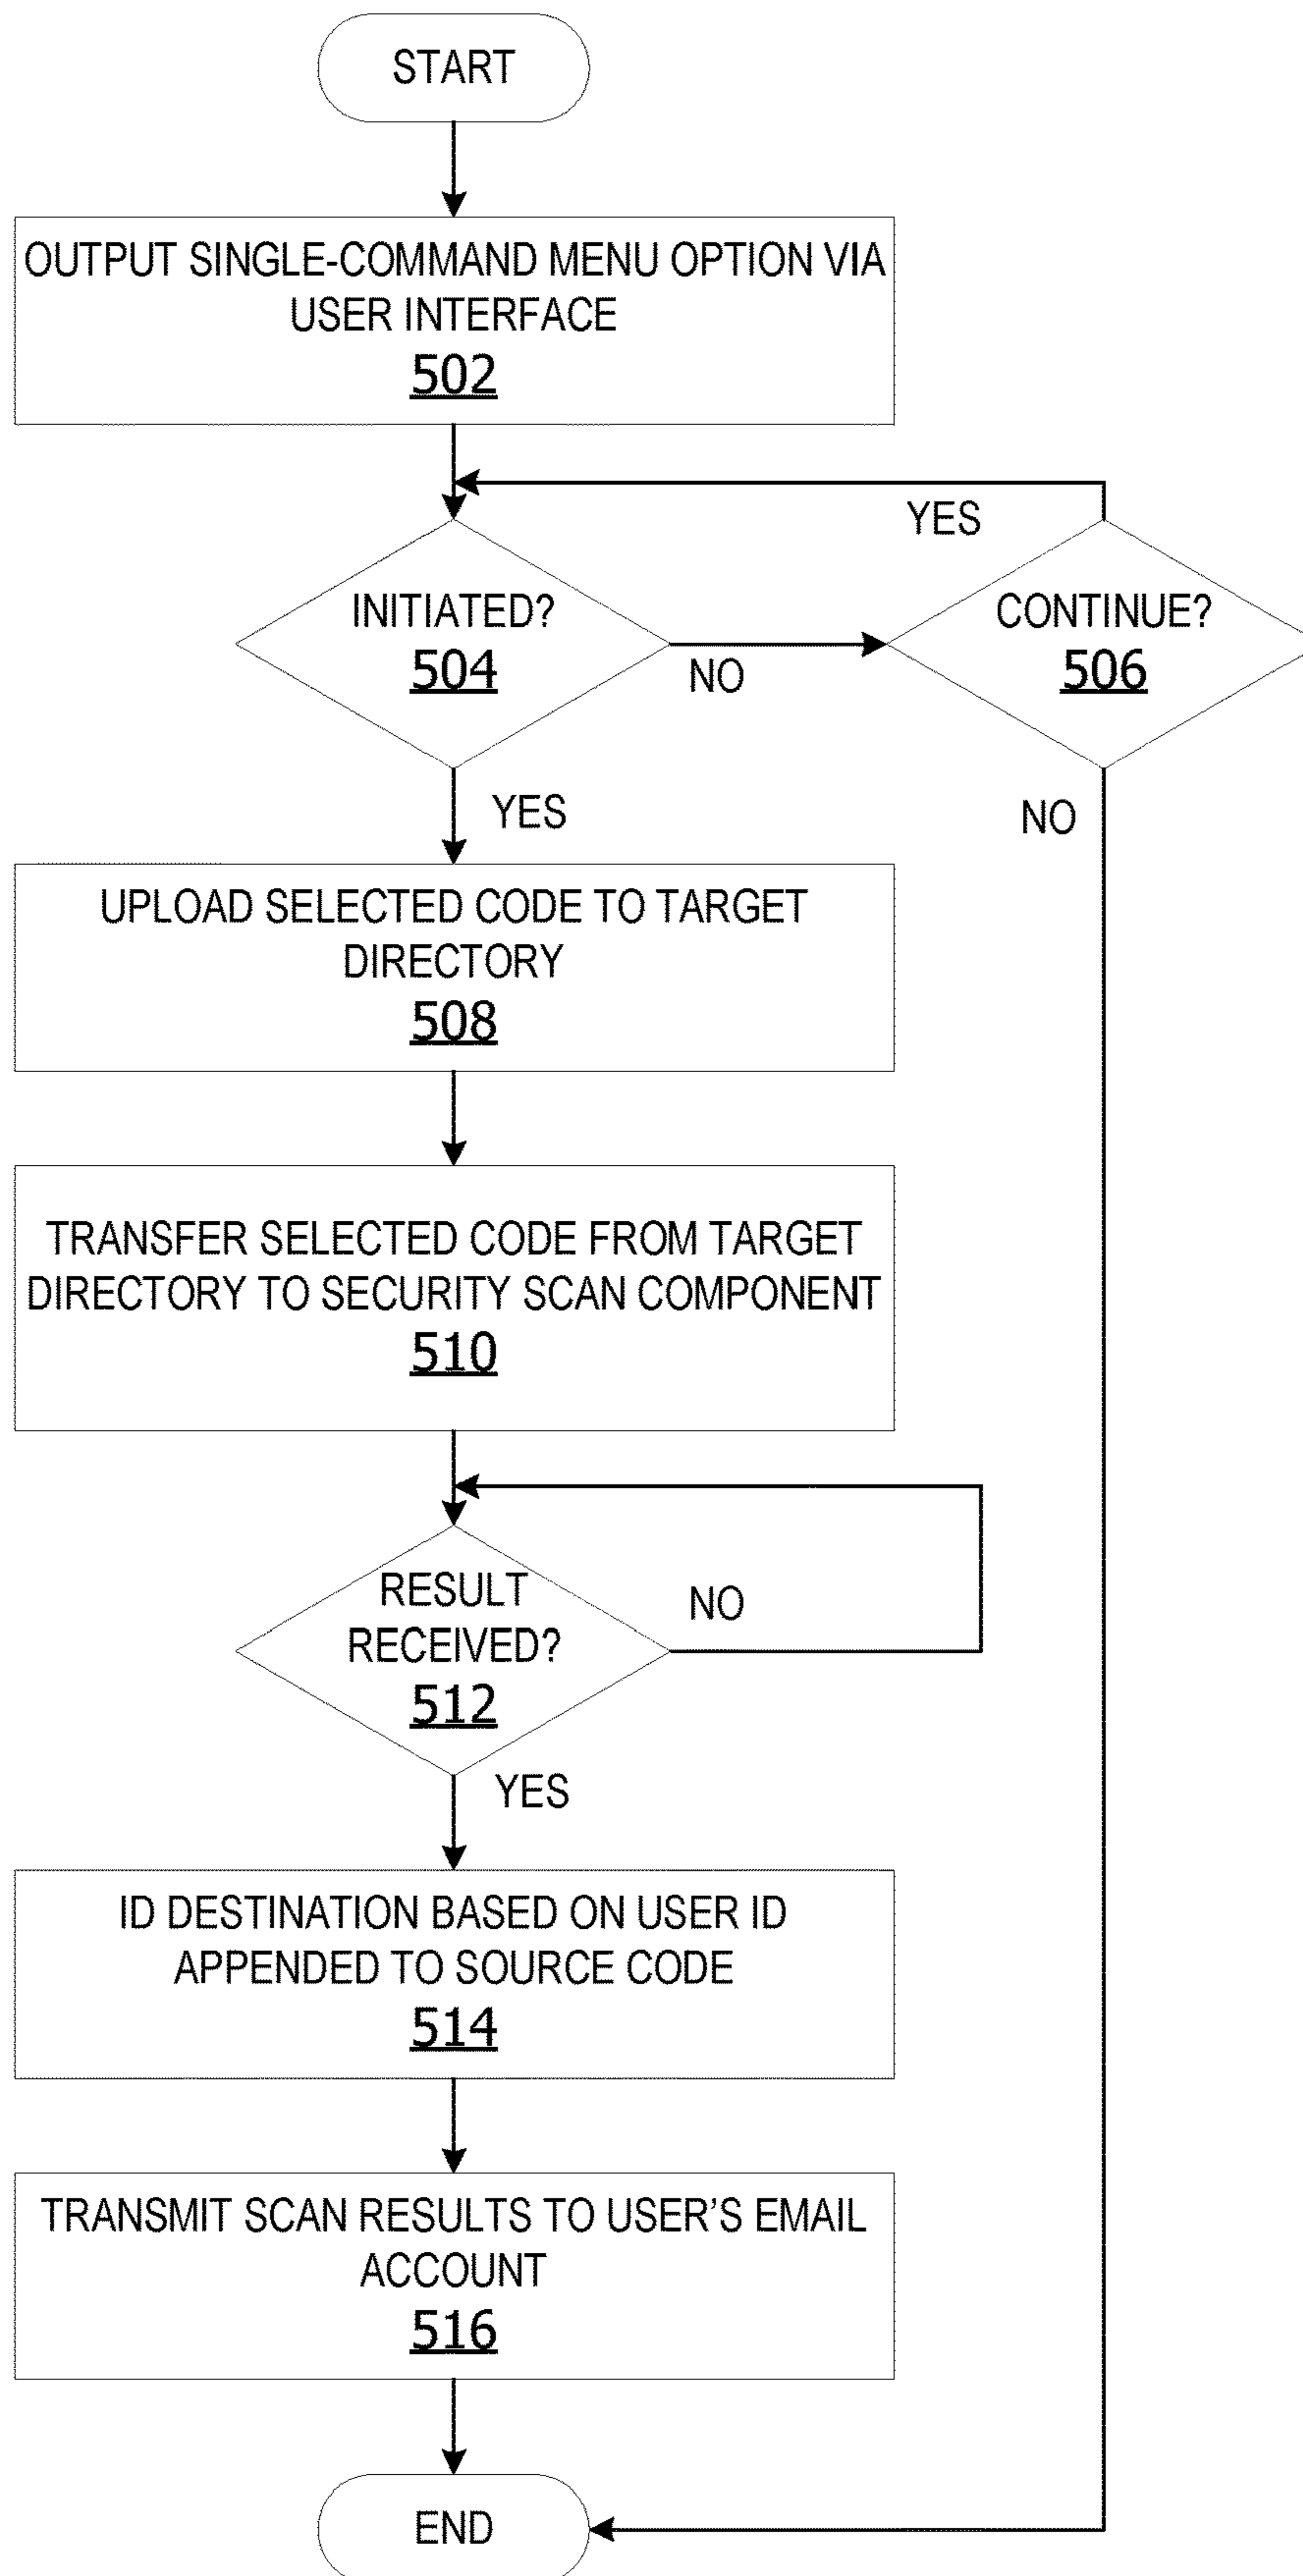 START
OUTPUT SINGLE-COMMAND MENU OPTION VIA
USER INTERFACE
502
YES
INITIATED?
504
NO
CONTINUE?
506
YES
NO
UPLOAD SELECTED CODE TO TARGET
DIRECTORY
508
TRANSFER SELECTED CODE FROM TARGET
DIRECTORY TO SECURITY SCAN COMPONENT
510
RESULT
RECEIVED?
512
NO
YES
ID DESTINATION BASED ON USER ID
APPENDED TO SOURCE CODE
514
TRANSMIT SCAN RESULTS TO USER'S EMAIL
ACCOUNT
516
END